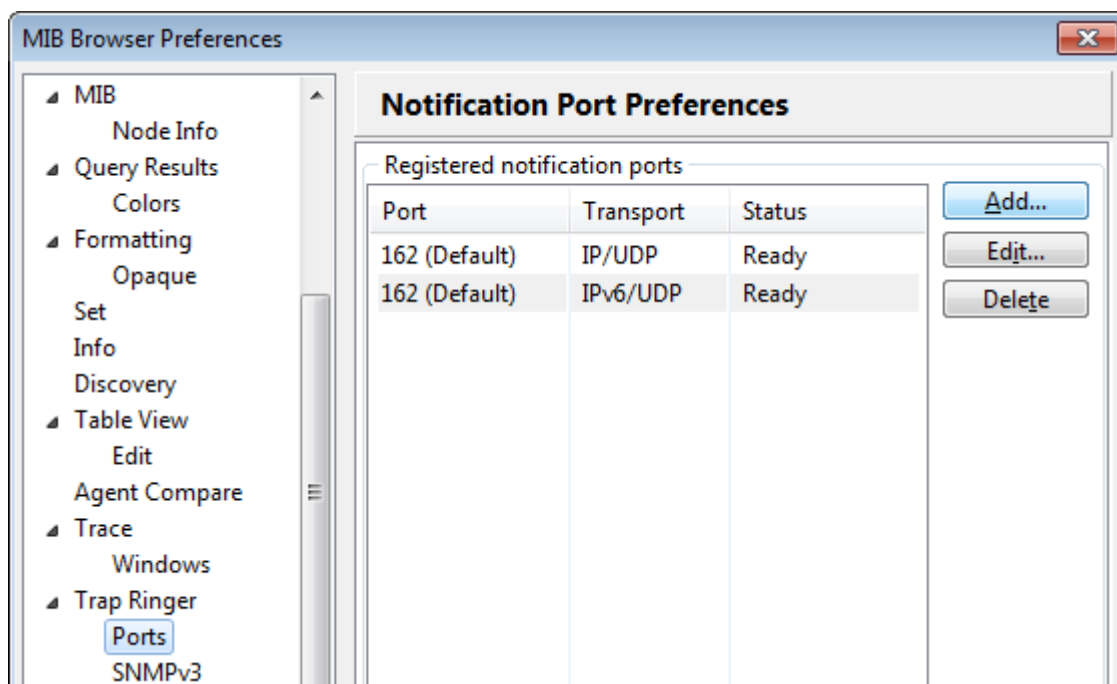 MIB Browser Preferences
MIB
Node Info
Query Results
Colors
Formatting
Opaque
Set
Info
Discovery
Table View
Edit
Agent Compare
Trace
Windows
Trap Ringer
Ports
SNMPv3
Notification Port Preferences
Registered notification ports
Port Transport Status
162 (Default) IP/UDP Ready
162 (Default) IPv6/UDP Ready
Add...
Edit...
Delete